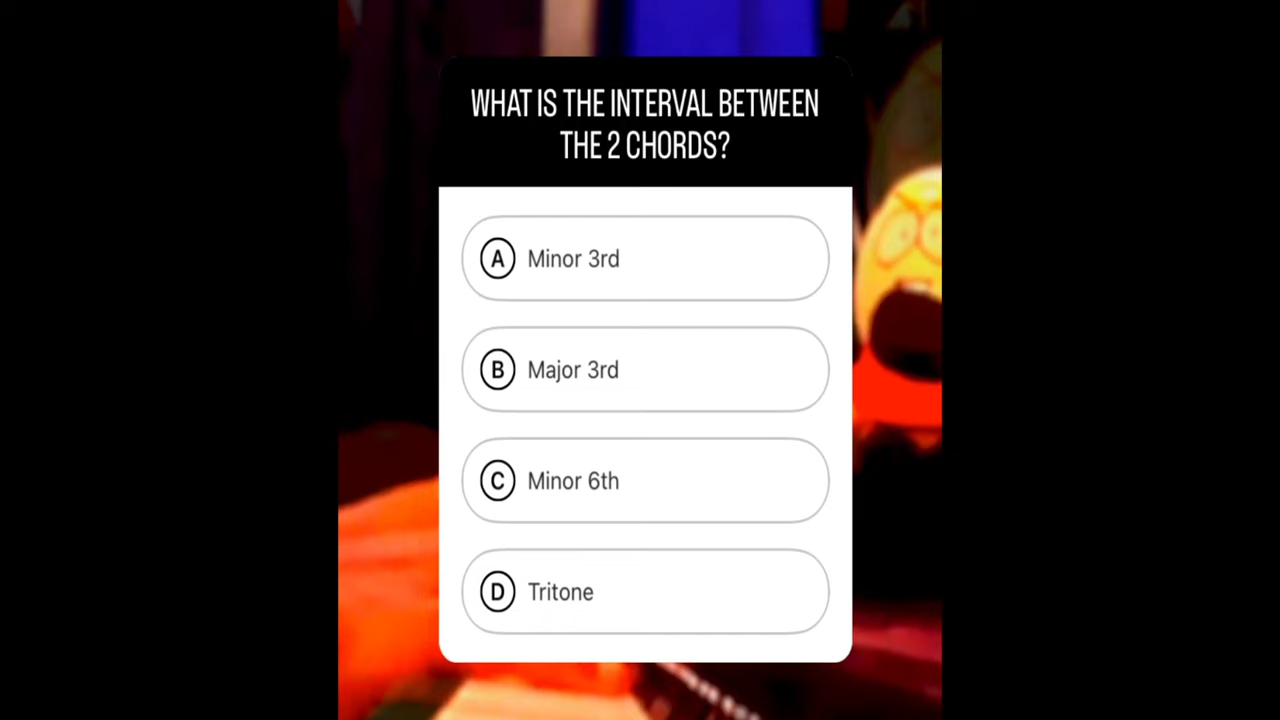 WHAT IS THE INTERVAL BETWEEN
THE 2 CHORDS?
A Minor 3rd
B Major 3rd
C Minor 6th
D Tritone